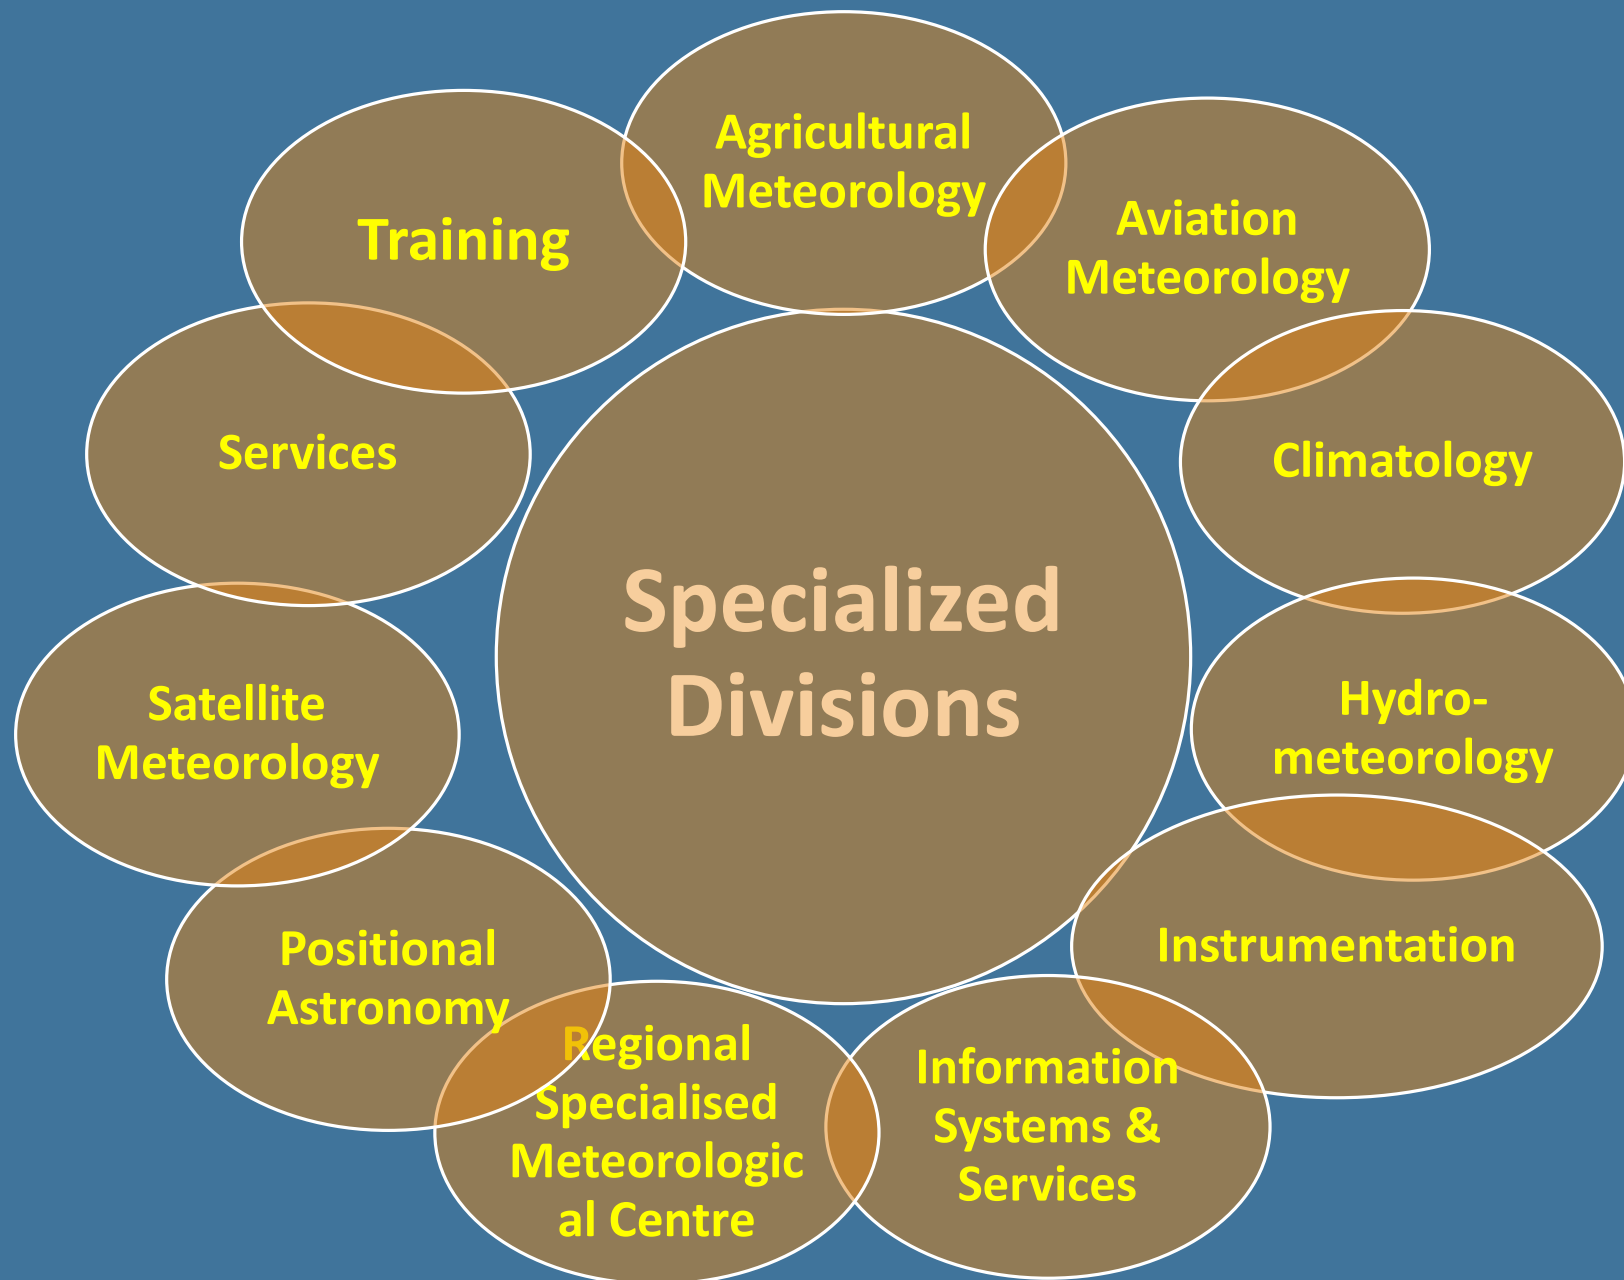 Agricultural
Meteorology
Aviation
Meteorology
Climatology
Hydro-
meteorology
Instrumentation
Information
Systems &
Services
Regional
Specialised
Meteorologic
al Centre
Positional
Astronomy
Satellite
Meteorology
Services
Training
Specialized
Divisions